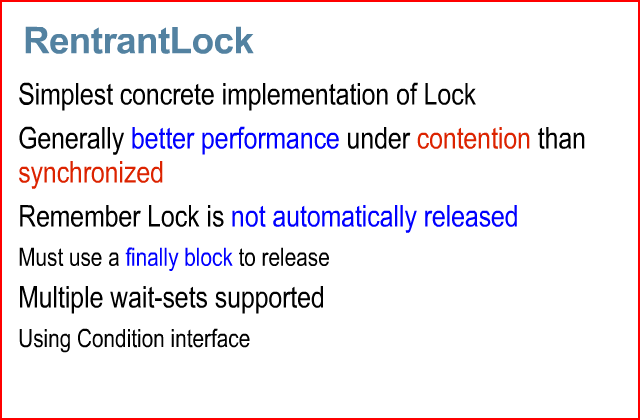 RentrantLock
Simplest concrete implementation of Lock
Generally better performance under contention than
synchronized
Remember Lock is not automatically released
Must use a finally block to release
Multiple wait-sets supported
Using Condition interface